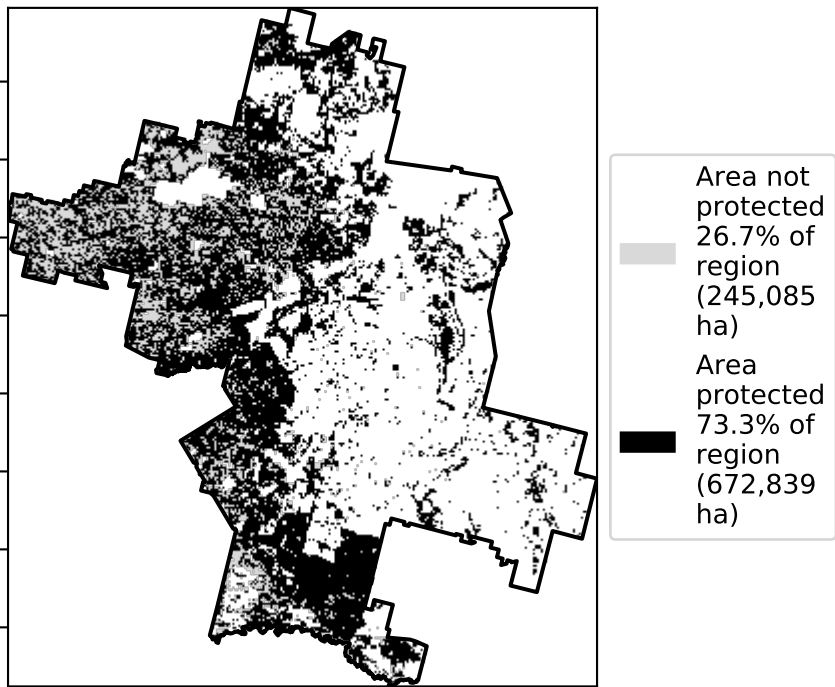 Area not
protected
26.7% of
region
(245,085
ha)
Area
protected
73.3% of
region
(672,839
ha)